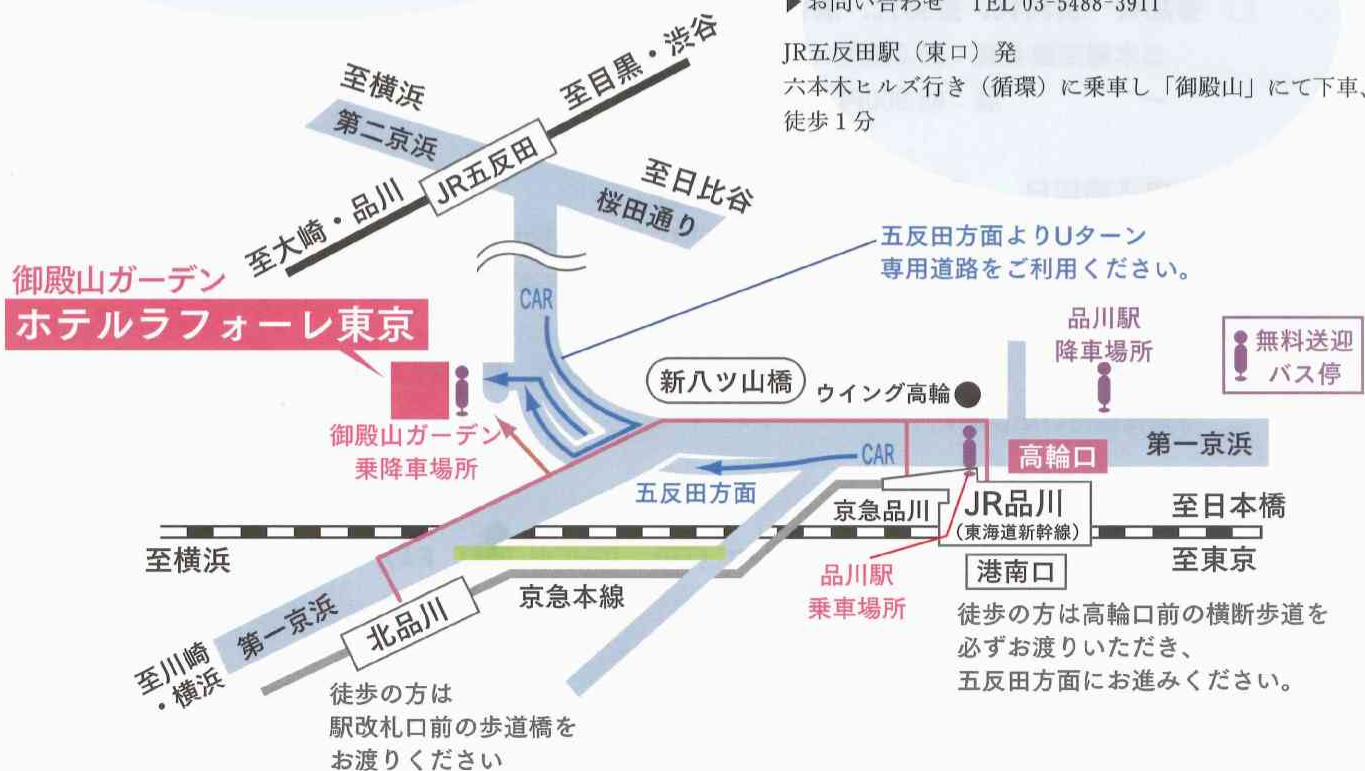 ▶お問い合わせ　TEL 03-5488-3911
JR五反田駅（東口）発
六本木ヒルズ行き（循環）に乗車し「御殿山」にて下車、
徒歩1分
至横浜
第二京浜
至目黒・渋谷
JR五反田
至大崎・品川
至日比谷
桜田通り
五反田方面よりUターン
専用道路をご利用ください。
御殿山ガーデン
ホテルラフォーレ東京
CAR
品川駅
降車場所
無料送迎
バス停
新八ツ山橋
ウイング高輪
御殿山ガーデン
乗降車場所
CAR
高輪口
第一京浜
五反田方面
京急品川
JR品川
(東海道新幹線)
至日本橋
至横浜
至東京
港南口
品川駅
乗車場所
京急本線
北品川
第一京浜
至川崎
・横浜
徒歩の方は高輪口前の横断歩道を
必ずお渡りいただき、
五反田方面にお進みください。
徒歩の方は
駅改札口前の歩道橋を
お渡りください